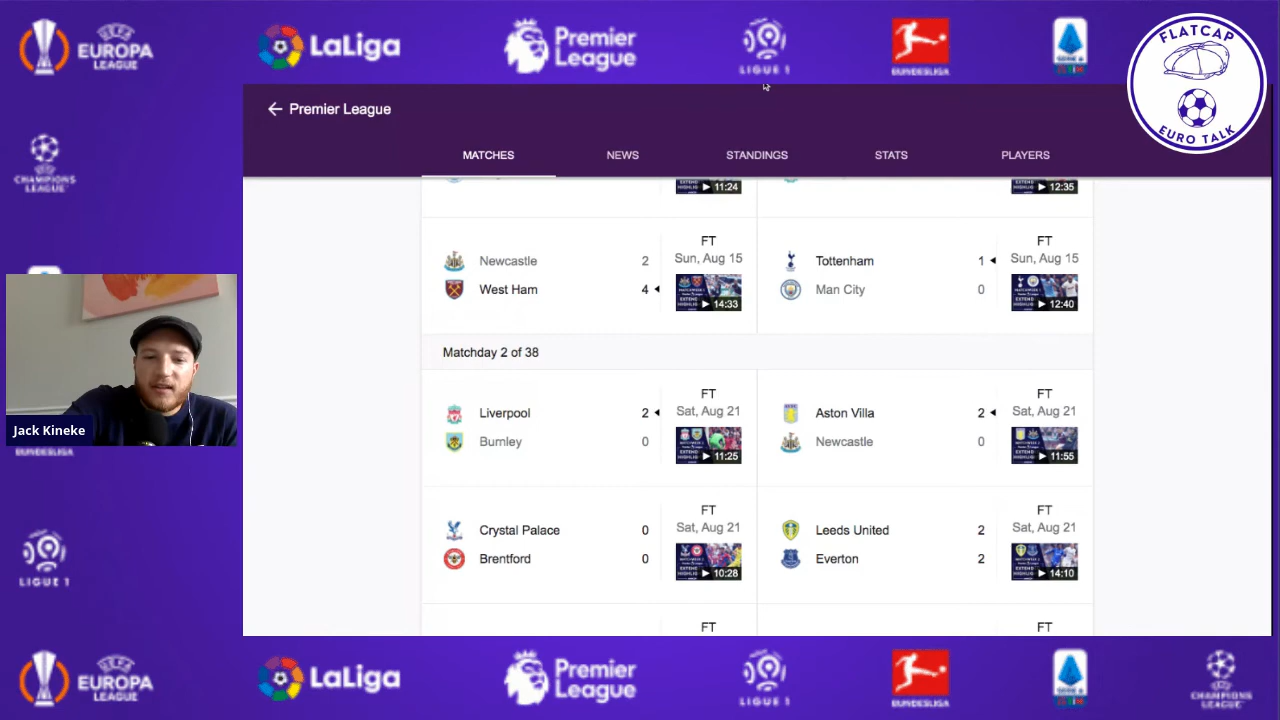 UEFA
EUROPA
LEAGUE
LaLiga
Premier
League
LIGUE 1
BUNDESLIGA
SERIE A
FLATCAP
EURO TALK
CHAMPIONS
LEAGUE
← Premier League
MATCHES
NEWS
STANDINGS
STATS
PLAYERS
11:24
12:35
Newcastle 2
West Ham 4
FT
Sun, Aug 15
14:33
Tottenham 1
Man City 0
FT
Sun, Aug 15
12:40
Matchday 2 of 38
Liverpool 2
Burnley 0
FT
Sat, Aug 21
11:25
Aston Villa 2
Newcastle 0
FT
Sat, Aug 21
11:55
Crystal Palace 0
Brentford 0
FT
Sat, Aug 21
10:28
Leeds United 2
Everton 2
FT
Sat, Aug 21
14:10
FT
FT
Jack Kineke
BUNDESLIGA
LIGUE 1
UEFA
EUROPA
LEAGUE
LaLiga
Premier
League
LIGUE 1
BUNDESLIGA
SERIE A
CHAMPIONS
LEAGUE